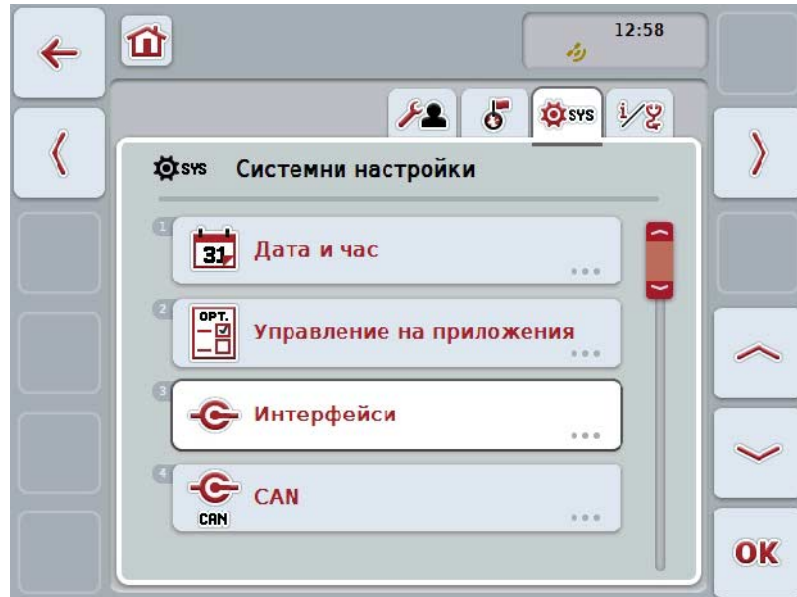 12:58
SYS
i
SYS Системни настройки
1
31
Дата и час
2
ОРТ.
Управление на приложения
3
Интерфейси
4
CAN
CAN
OK